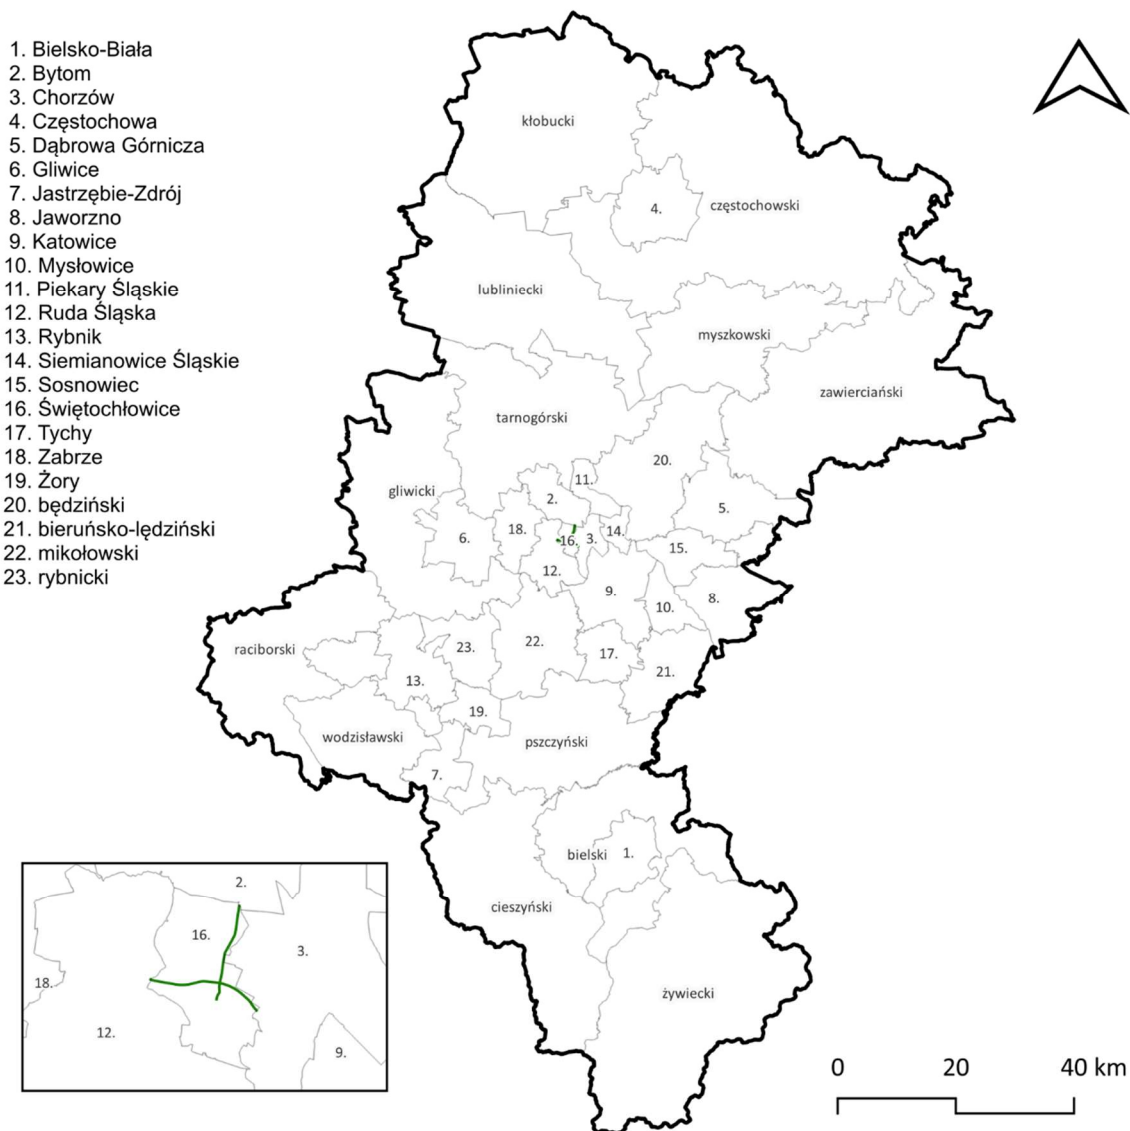 1. Bielsko-Biała
2. Bytom
3. Chorzów
4. Częstochowa
5. Dąbrowa Górnicza
6. Gliwice
7. Jastrzębie-Zdrój
8. Jaworzno
9. Katowice
10. Mysłowice
11. Piekary Śląskie
12. Ruda Śląska
13. Rybnik
14. Siemianowice Śląskie
15. Sosnowiec
16. Świętochłowice
17. Tychy
18. Zabrze
19. Żory
20. będziński
21. bieruńsko-lędziński
22. mikołowski
23. rybnicki
kłobucki
4.
częstochowski
lubliniecki
myszkowski
zawierciański
tarnogórski
20.
11.
gliwicki
2.
5.
18.
6.
16.
3.
14.
15.
12.
9.
10.
8.
raciborski
23.
22.
17.
21.
13.
19.
wodzisławski
pszczyński
7.
bielski
1.
cieszyński
żywiecki
2.
16.
3.
18.
12.
9.
0 20 40 km